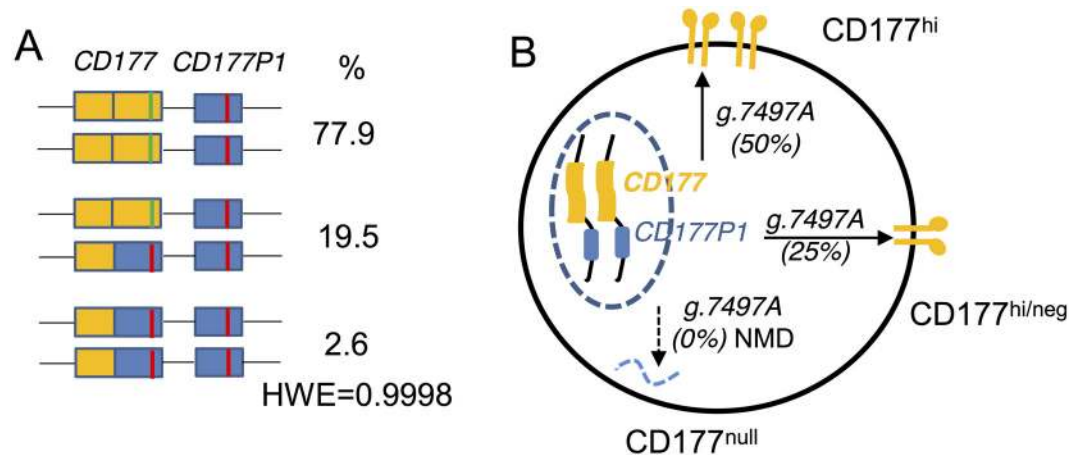 A
CD177 CD177P1 %
77.9
19.5
2.6
HWE=0.9998
B
CD177hi
g.7497A
(50%)
CD177
CD177P1
g.7497A
(25%)
CD177hi/neg
g.7497A
(0%) NMD
CD177null